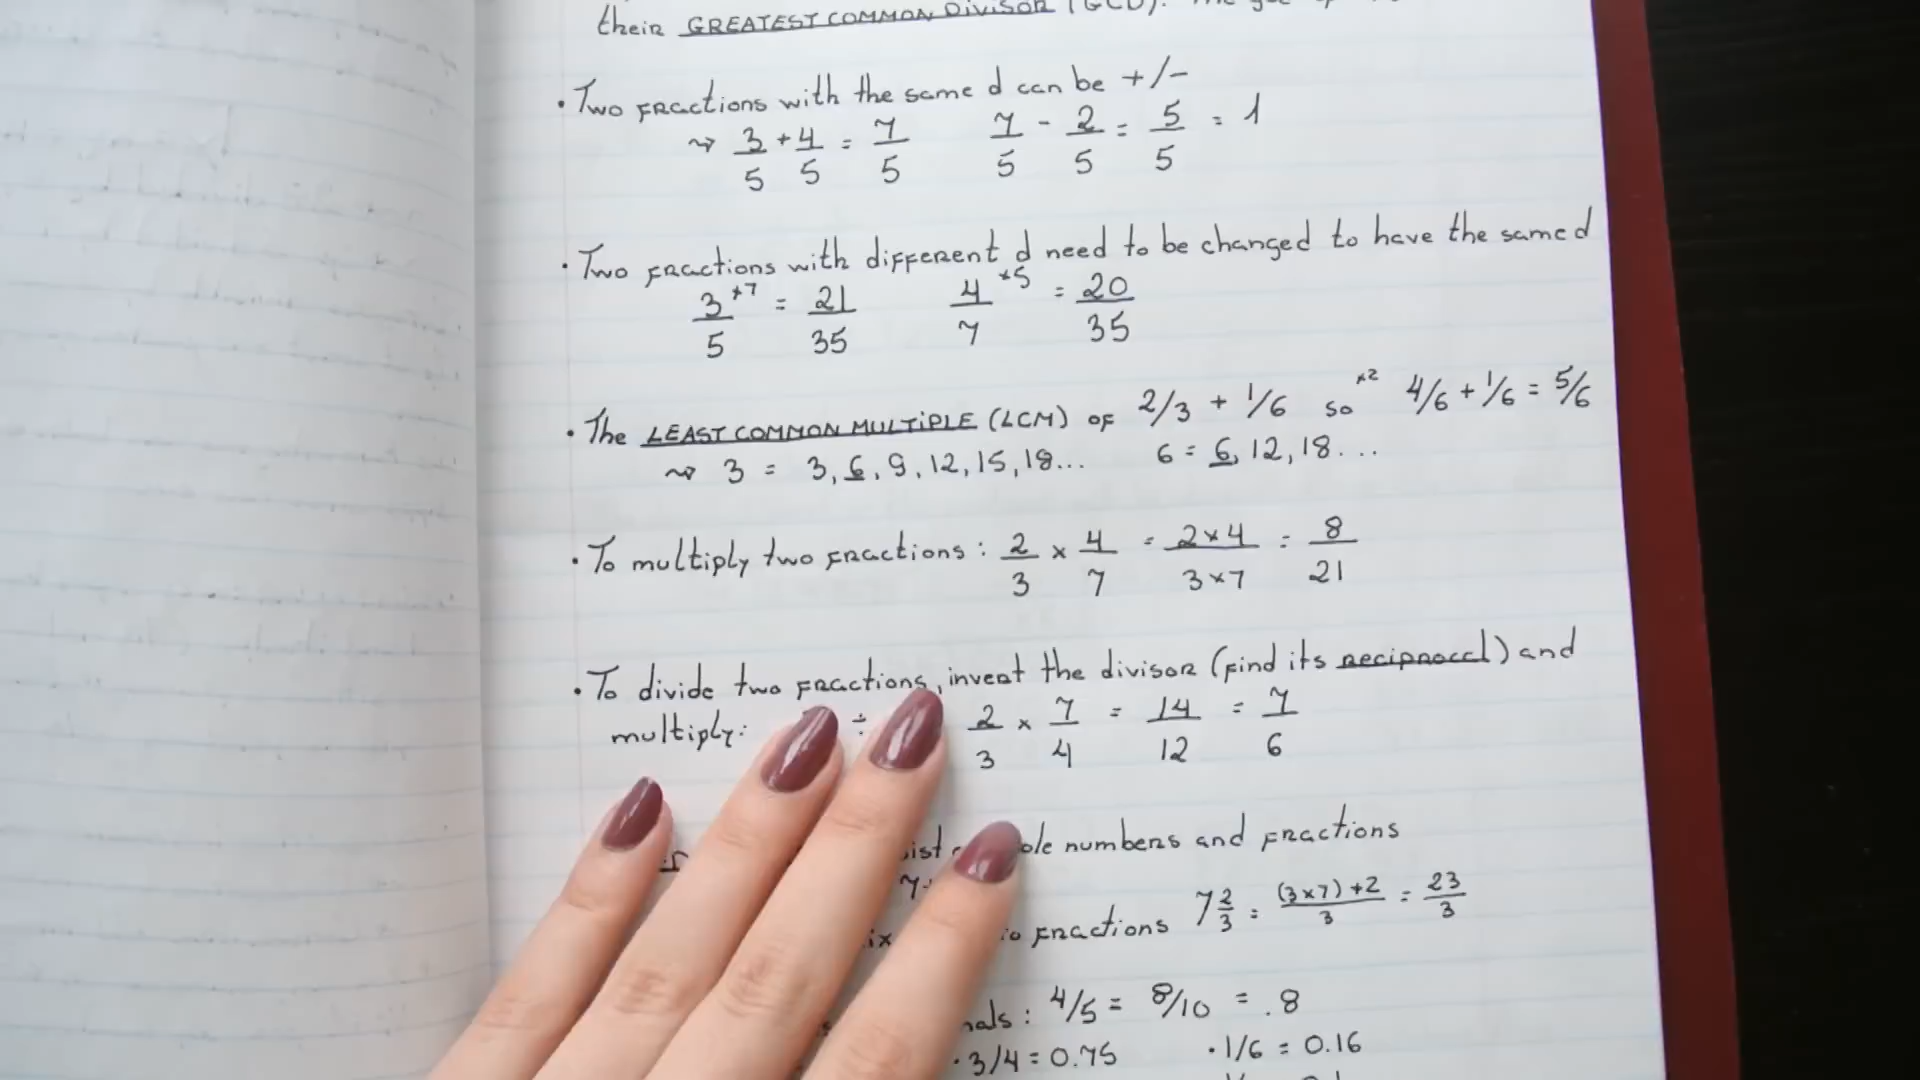 their GREATEST COMMON DIVISOR (GCD). The gcd
• Two fractions with the same d can be +/-
⇝ 3/5 + 4/5 = 7/5 7/5 - 2/5 = 5/5 = 1
• Two fractions with different d need to be changed to have the same d
3/5 ×7 = 21/35 4/7 ×5 = 20/35
• The LEAST COMMON MULTIPLE (LCM) of 2/3 + 1/6 so ×2 4/6 + 1/6 = 5/6
⇝ 3 = 3, 6, 9, 12, 15, 18... 6 = 6, 12, 18...
• To multiply two fractions: 2/3 × 4/7 = 2×4/3×7 = 8/21
• To divide two fractions, invert the divisor (find its reciprocal) and
multiply: ÷ 2/3 × 7/4 = 14/12 = 7/6
numbers and fractions
fractions 7 2/3 = (3×7)+2/3 = 23/3
4/5 = 8/10 = .8
• 3/4 = 0.75 • 1/6 = 0.16